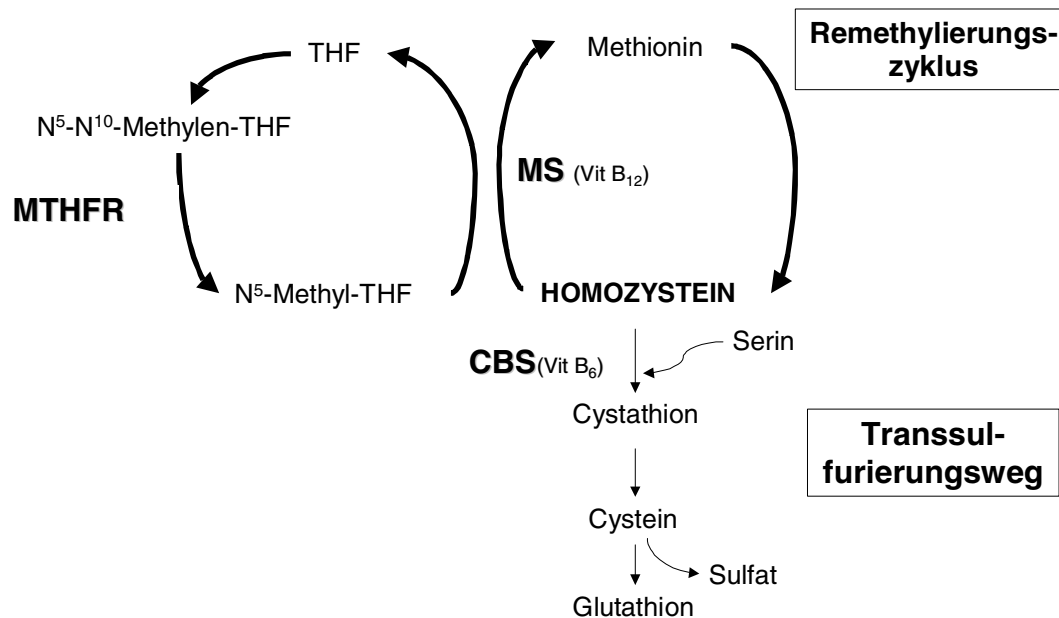 THF
Methionin
Remethylierungs-
zyklus
N⁵-N¹⁰-Methylen-THF
MS (Vit B₁₂)
MTHFR
N⁵-Methyl-THF
HOMOZYSTEIN
Serin
CBS(Vit B₆)
Cystathion
Transsul-
furierungsweg
Cystein
Sulfat
Glutathion